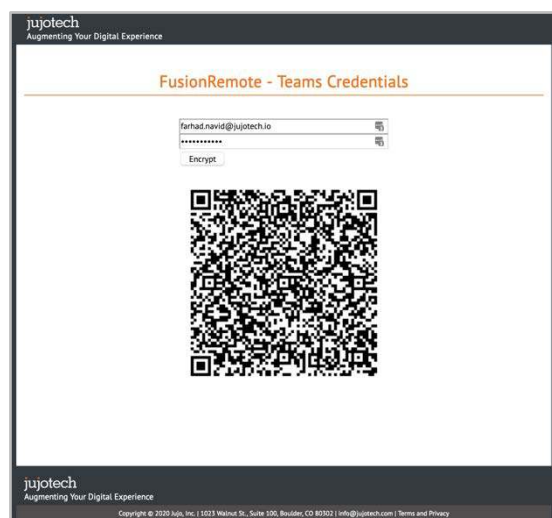 jujotech
Augmenting Your Digital Experience
FusionRemote - Teams Credentials
farhad.navid@jujotech.io
•••••••••••
Encrypt
jujotech
Augmenting Your Digital Experience
Copyright © 2020 Jujo, Inc. | 1023 Walnut St., Suite 100, Boulder, CO 80302 | info@jujotech.com | Terms and Privacy